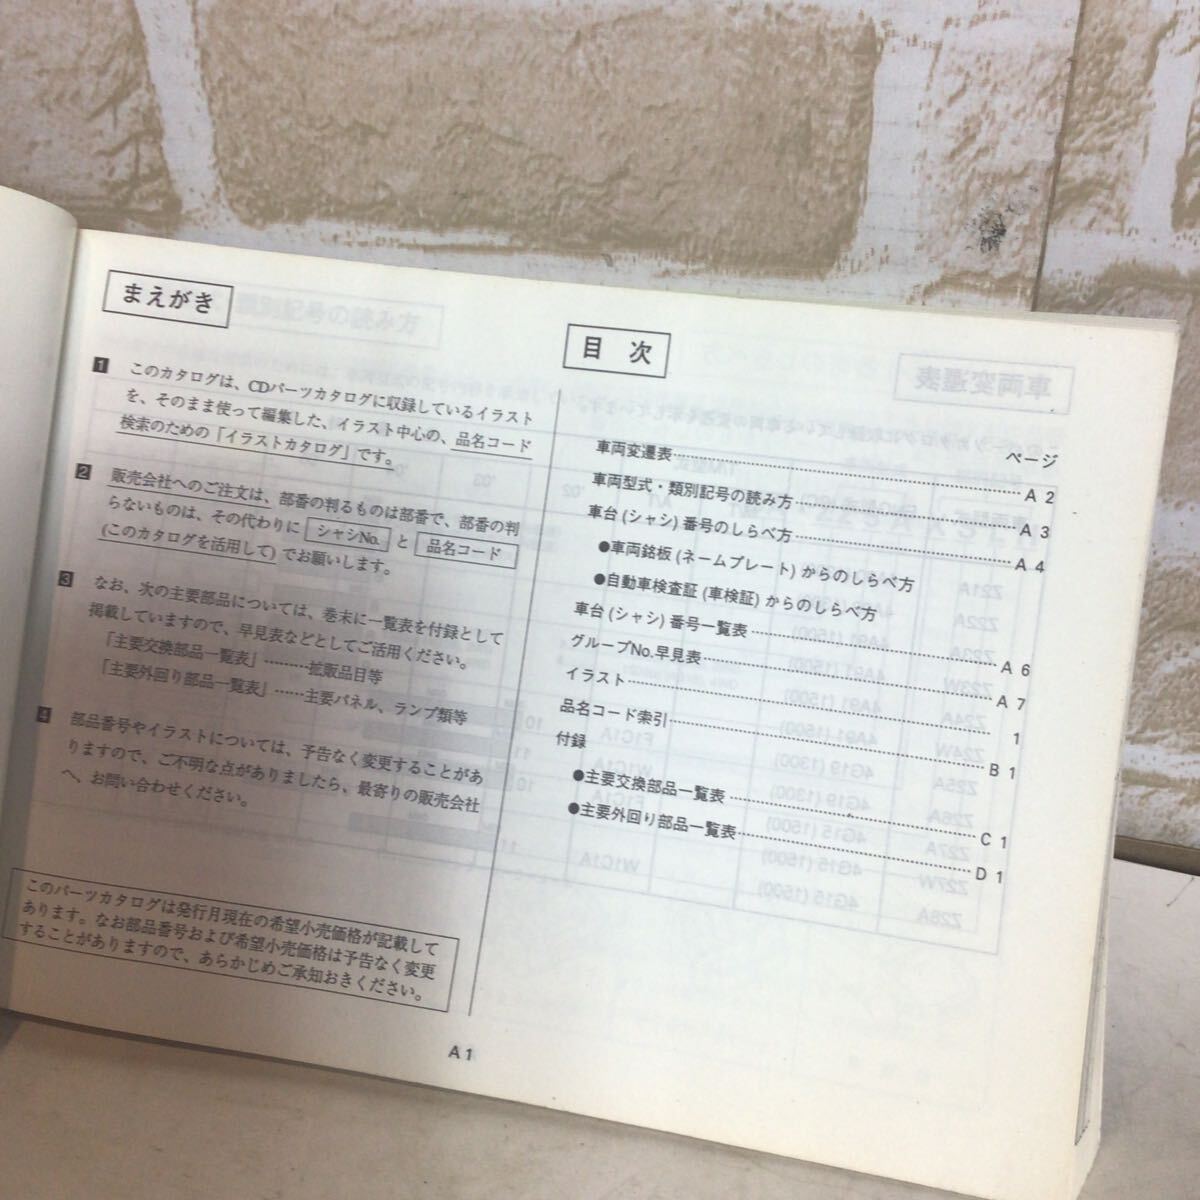 まえがき
1 このカタログは、CDパーツカタログに収録しているイラスト
を、そのまま使って編集した、イラスト中心の、品名コード
検索のための「イラストカタログ」です。
2 販売会社へのご注文は、部番の判るものは部番で、部番の判
らないものは、その代わりに シャシNo. と 品名コード
(このカタログを活用して) でお願いします。
3 なお、次の主要部品については、巻末に一覧表を付録として
掲載していますので、早見表などとしてご活用ください。
「主要交換部品一覧表」………拡販品目等
「主要外回り部品一覧表」……主要パネル、ランプ類等
4 部品番号やイラストについては、予告なく変更することがあ
りますので、ご不明な点がありましたら、最寄りの販売会社
へ、お問い合わせください。
このパーツカタログは発行月現在の希望小売価格が記載して
あります。なお部品番号および希望小売価格は予告なく変更
することがありますので、あらかじめご承知おきください。
目 次
ページ
車両変遷表 A 2
車両型式・類別記号の読み方 A 3
車台 (シャシ) 番号のしらべ方 A 4
●車両銘板 (ネームプレート) からのしらべ方
●自動車検査証 (車検証) からのしらべ方
車台 (シャシ) 番号一覧表 A 6
グループNo.早見表 A 7
イラスト 1
品名コード索引 B 1
付録
●主要交換部品一覧表 C 1
●主要外回り部品一覧表 D 1
A 1